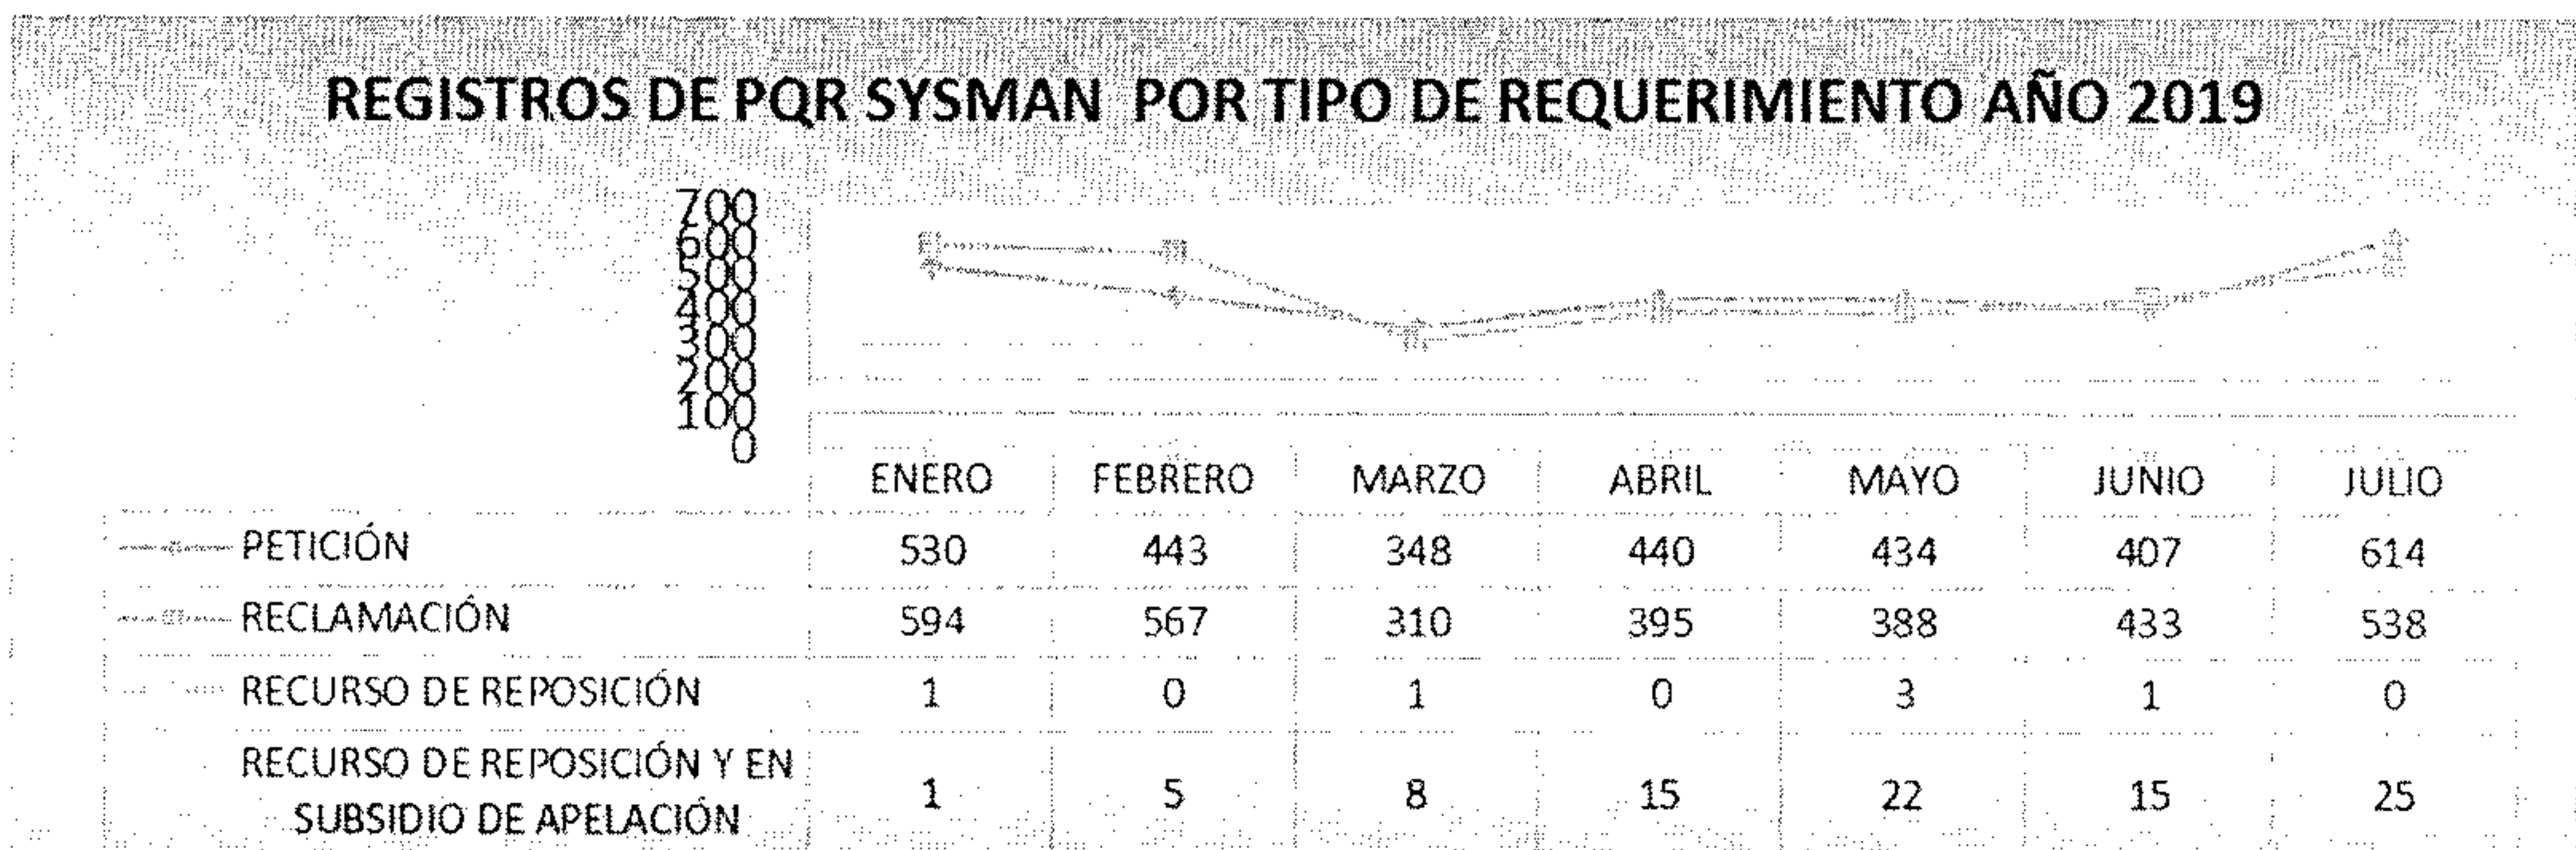 REGISTROS DE PQR SYSMAN POR TIPO DE REQUERIMIENTO AÑO 2019
700
600
500
400
300
200
100
0
ENERO FEBRERO MARZO ABRIL MAYO JUNIO JULIO
PETICIÓN 530 443 348 440 434 407 614
RECLAMACIÓN 594 567 310 395 388 433 538
RECURSO DE REPOSICIÓN 1 0 1 0 3 1 0
RECURSO DE REPOSICIÓN Y EN
SUBSIDIO DE APELACIÓN 1 5 8 15 22 15 25